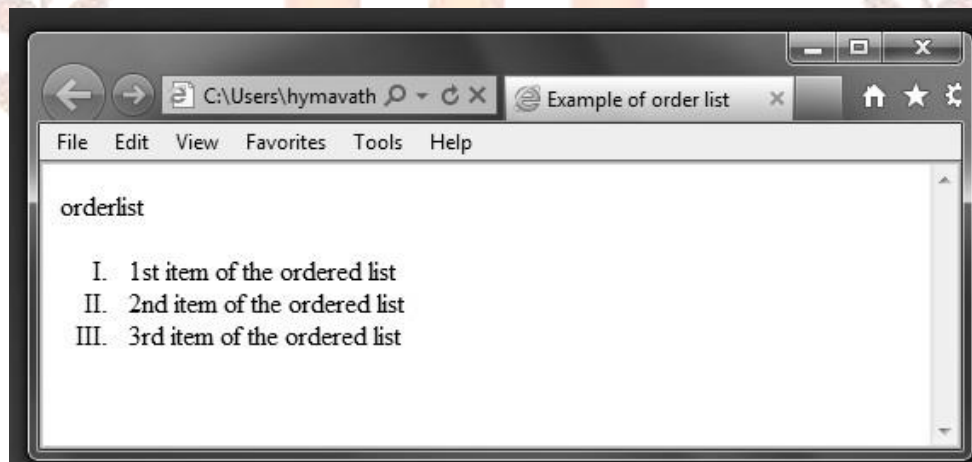 C:\Users\hymavath
Example of order list
File Edit View Favorites Tools Help
orderlist
I. 1st item of the ordered list
II. 2nd item of the ordered list
III. 3rd item of the ordered list